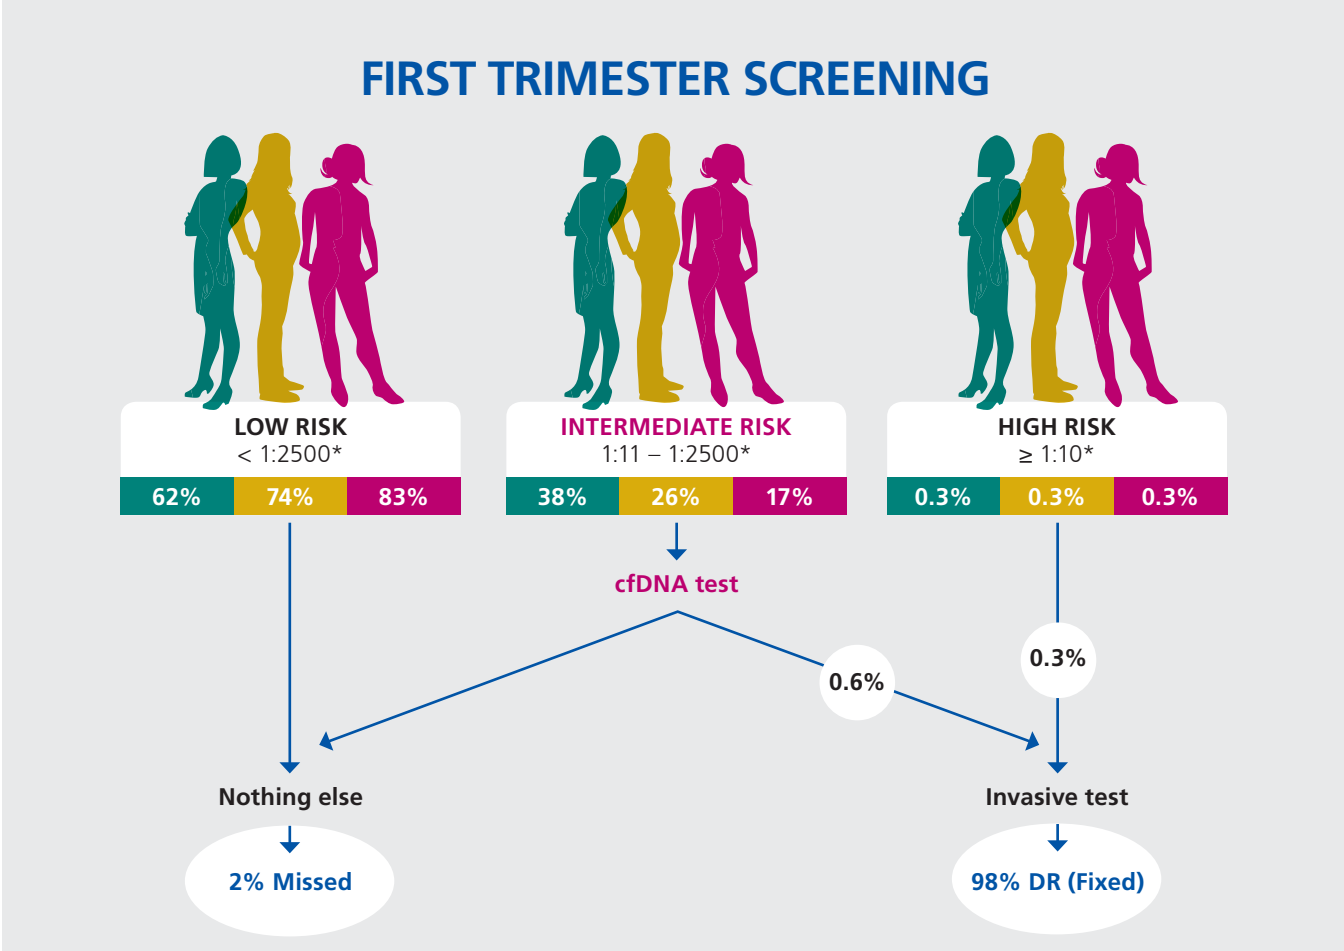 FIRST TRIMESTER SCREENING
LOW RISK
< 1:2500*
62% 74% 83%
INTERMEDIATE RISK
1:11 – 1:2500*
38% 26% 17%
HIGH RISK
≥ 1:10*
0.3% 0.3% 0.3%
cfDNA test
0.6%
0.3%
Nothing else
2% Missed
Invasive test
98% DR (Fixed)